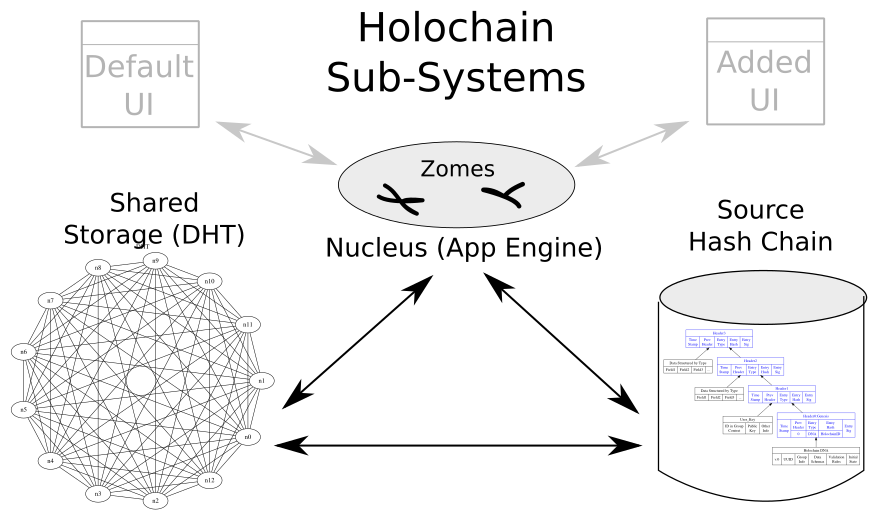 Holochain
Sub-Systems
Default
UI
Added
UI
Zomes
Nucleus (App Engine)
Shared
Storage (DHT)
n9
n10
n11
n1
n0
n12
n2
n3
n4
n5
n6
n7
n8
Source
Hash Chain
Header3
Time Stamp
Prev Header
Entry Type
Entry Hash
Entry Sig
Data Structured by Type
Field1 Field2 Field3 ...
Header2
Time Stamp
Prev Header
Entry Type
Entry Hash
Entry Sig
Data Structured by Type
Field1 Field2 Field3 ...
Header1
Time Stamp
Prev Header
Entry Type
Entry Hash
Entry Sig
User_Key
ID in Group Context
Public Key
Other Info
Header0 Genesis
Time Stamp
Prev Header
Entry Type
Entry Hash
Entry Sig
0
DNA
HolochainID
Holochain DNA
UUID
Group Info
Data Schemas
Validation Rules
Initial State